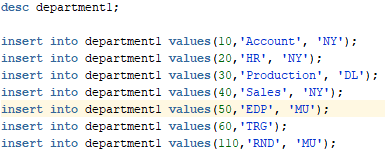 desc department1;
insert into department1 values(10,'Account', 'NY');
insert into department1 values(20,'HR', 'NY');
insert into department1 values(30,'Production', 'DL');
insert into department1 values(40,'Sales', 'NY');
insert into department1 values(50,'EDP', 'MU');
insert into department1 values(60,'TRG');
insert into department1 values(110,'RND', 'MU');